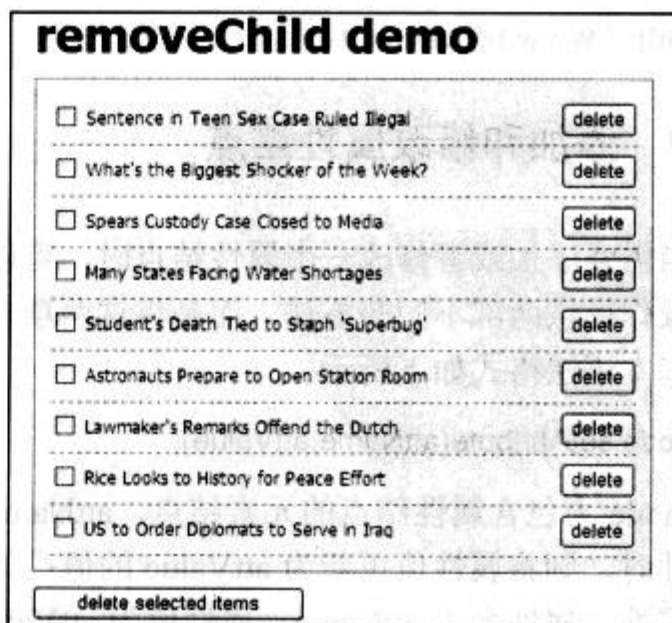 removeChild demo
Sentence in Teen Sex Case Ruled Illegal delete
What's the Biggest Shocker of the Week? delete
Spears Custody Case Closed to Media delete
Many States Facing Water Shortages delete
Student's Death Tied to Staph 'Superbug' delete
Astronauts Prepare to Open Station Room delete
Lawmaker's Remarks Offend the Dutch delete
Rice Looks to History for Peace Effort delete
US to Order Diplomats to Serve in Iraq delete
delete selected items